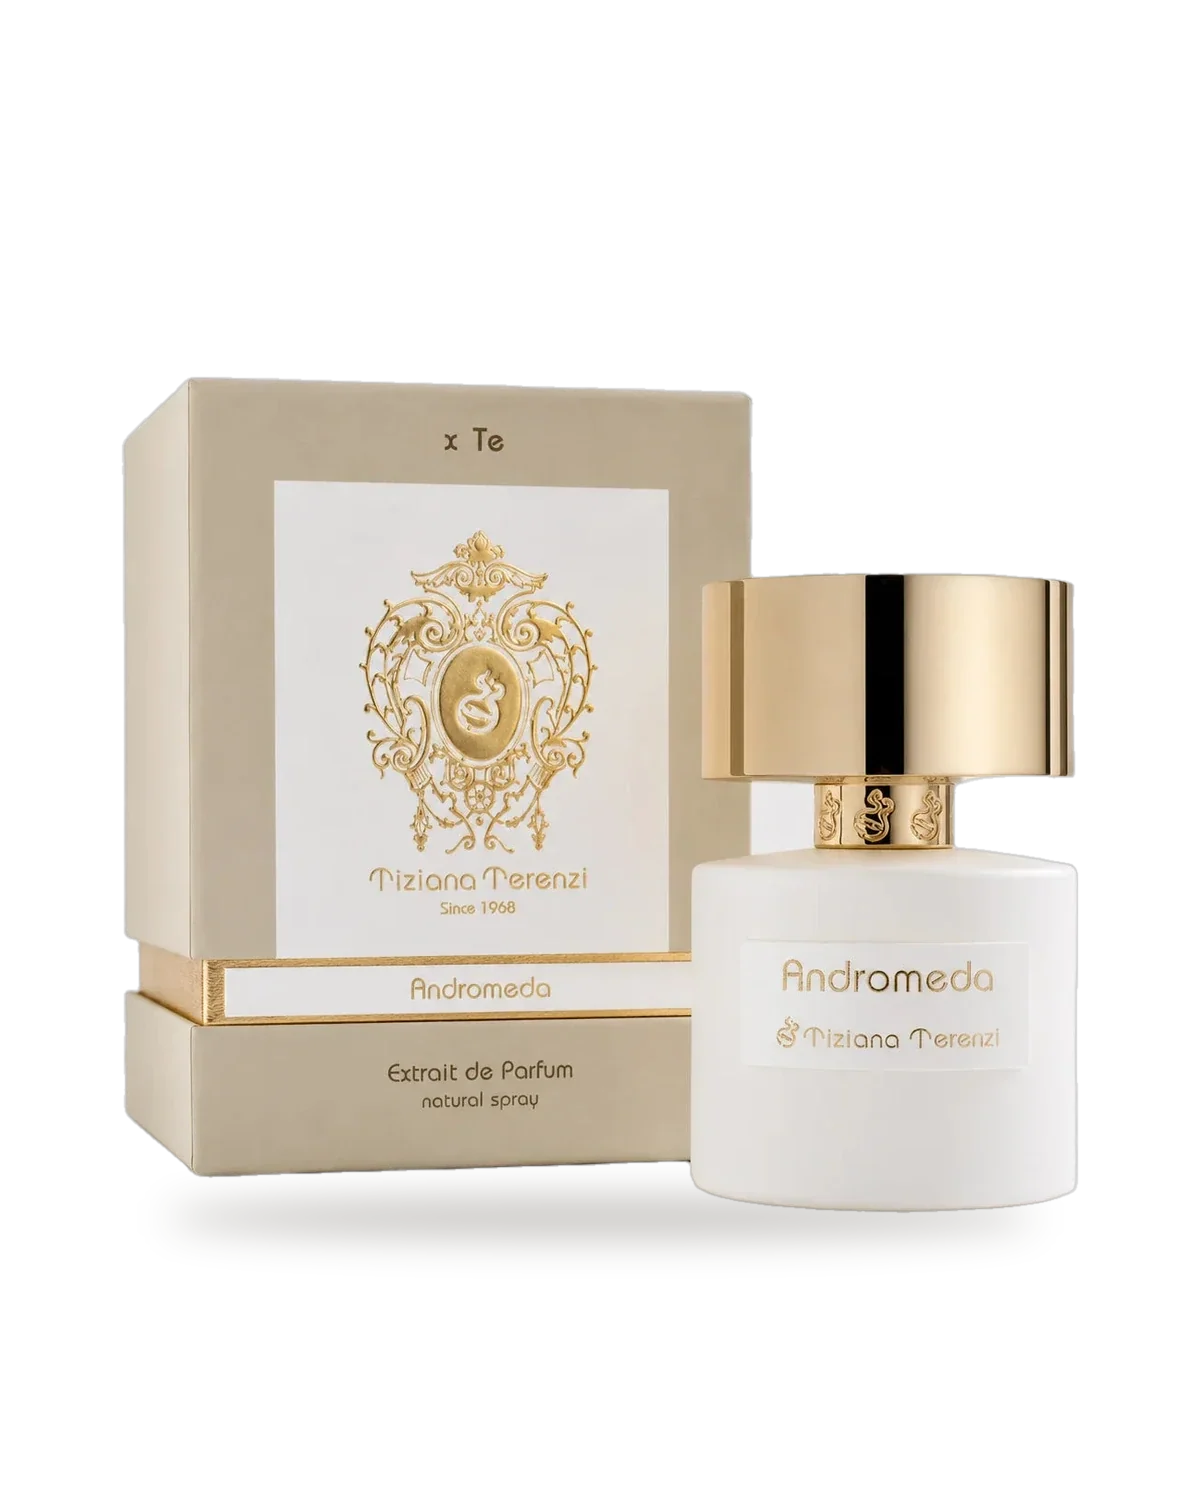 x Te
Tiziana Terenzi
Since 1968
Andromeda
Extrait de Parfum
natural spray
Andromeda
Tiziana Terenzi